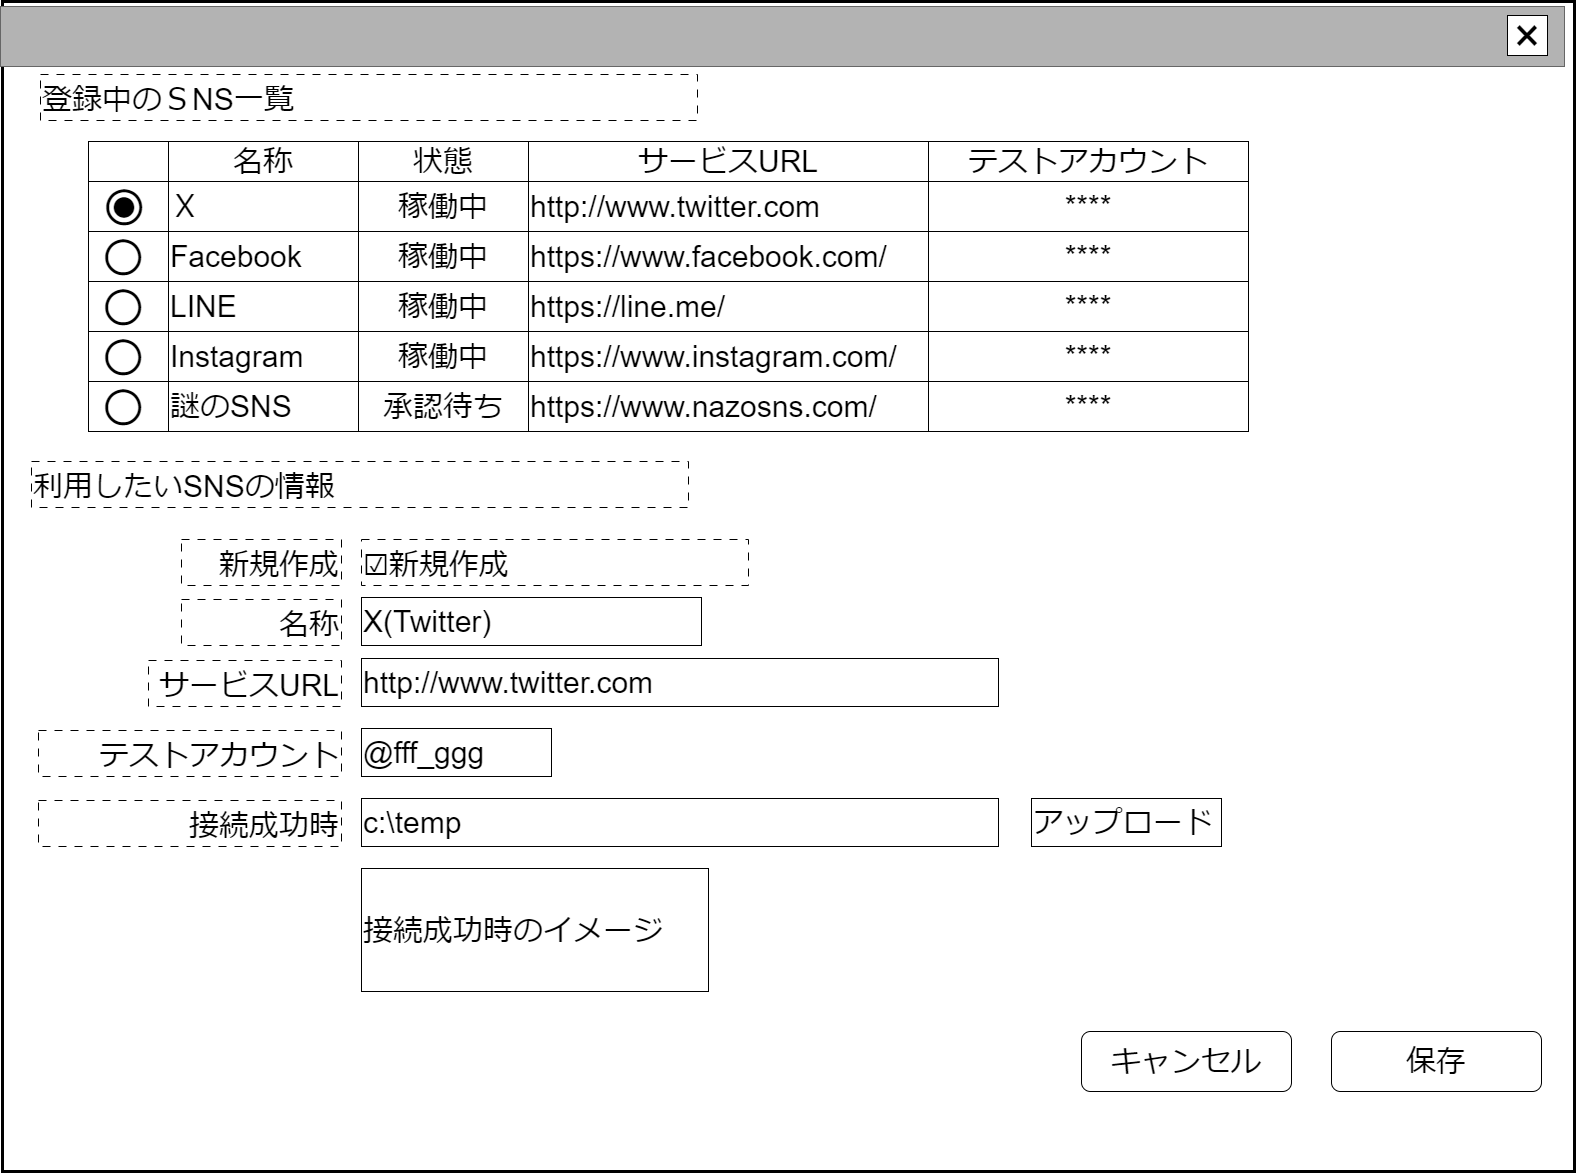 登録中のＳNS一覧
名称 状態 サービスURL テストアカウント
X 稼働中 http://www.twitter.com ****
Facebook 稼働中 https://www.facebook.com/ ****
LINE 稼働中 https://line.me/ ****
Instagram 稼働中 https://www.instagram.com/ ****
謎のSNS 承認待ち https://www.nazosns.com/ ****
利用したいSNSの情報
新規作成 ☑新規作成
名称 X(Twitter)
サービスURL http://www.twitter.com
テストアカウント @fff_ggg
接続成功時 c:\temp アップロード
接続成功時のイメージ
キャンセル 保存